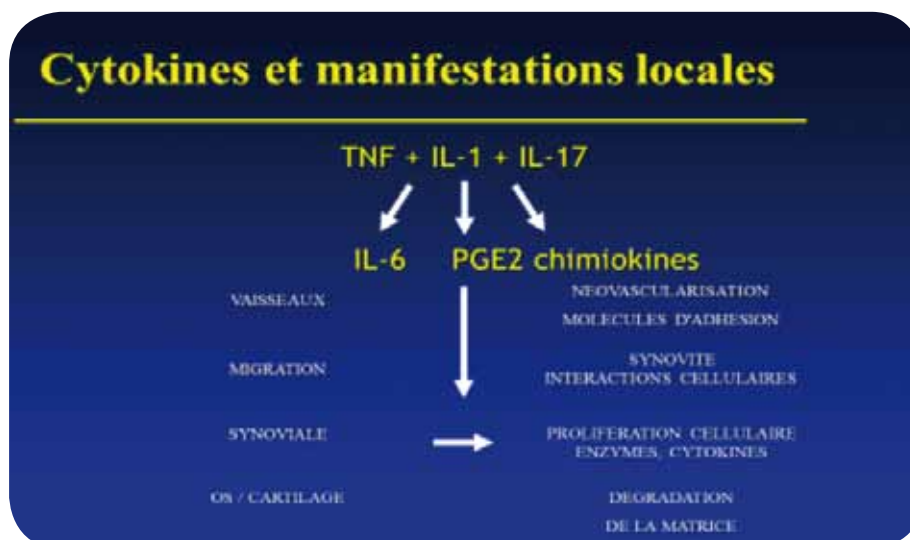 Cytokines et manifestations locales
TNF + IL-1 + IL-17
IL-6 PGE2 chimiokines
VAISSEAUX
NEOVASCULARISATION
MOLECULES D'ADHESION
MIGRATION
SYNOVITE
INTERACTIONS CELLULAIRES
SYNOVIALE
PROLIFERATION CELLULAIRE
ENZYMES, CYTOKINES
OS / CARTILAGE
DEGRADATION
DE LA MATRICE